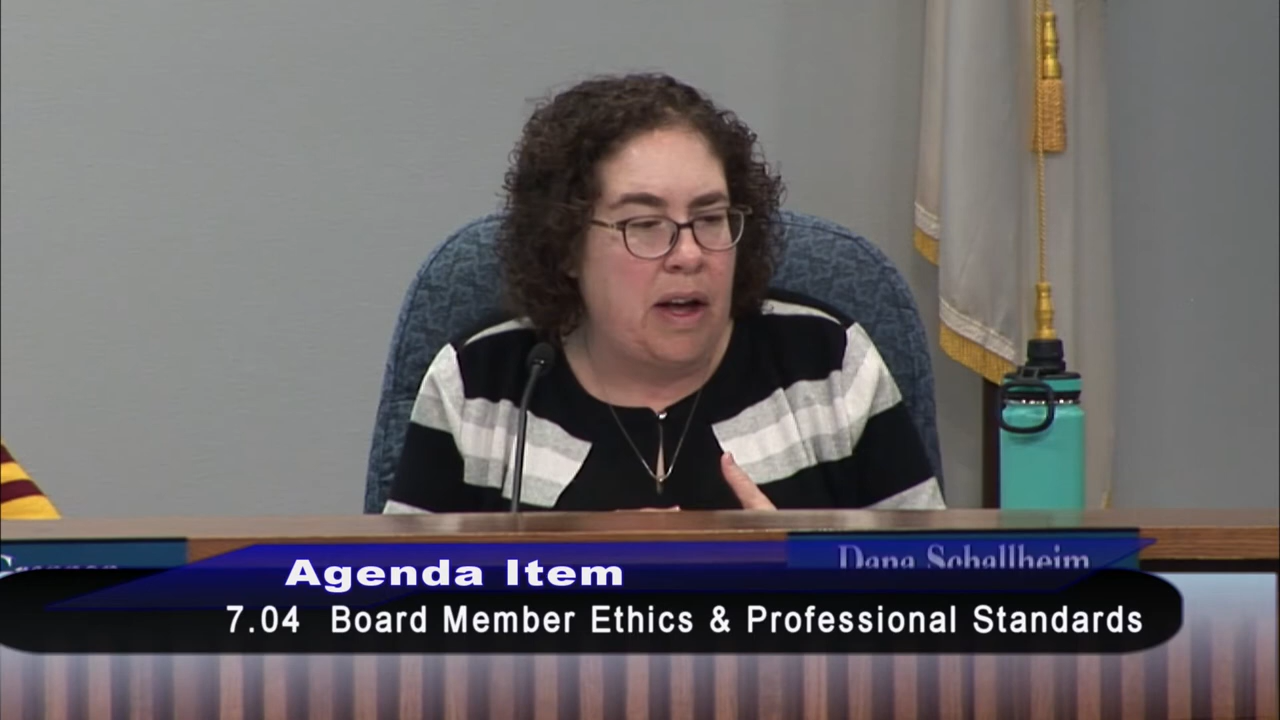 Dana Schallheim
Agenda Item
7.04 Board Member Ethics & Professional Standards